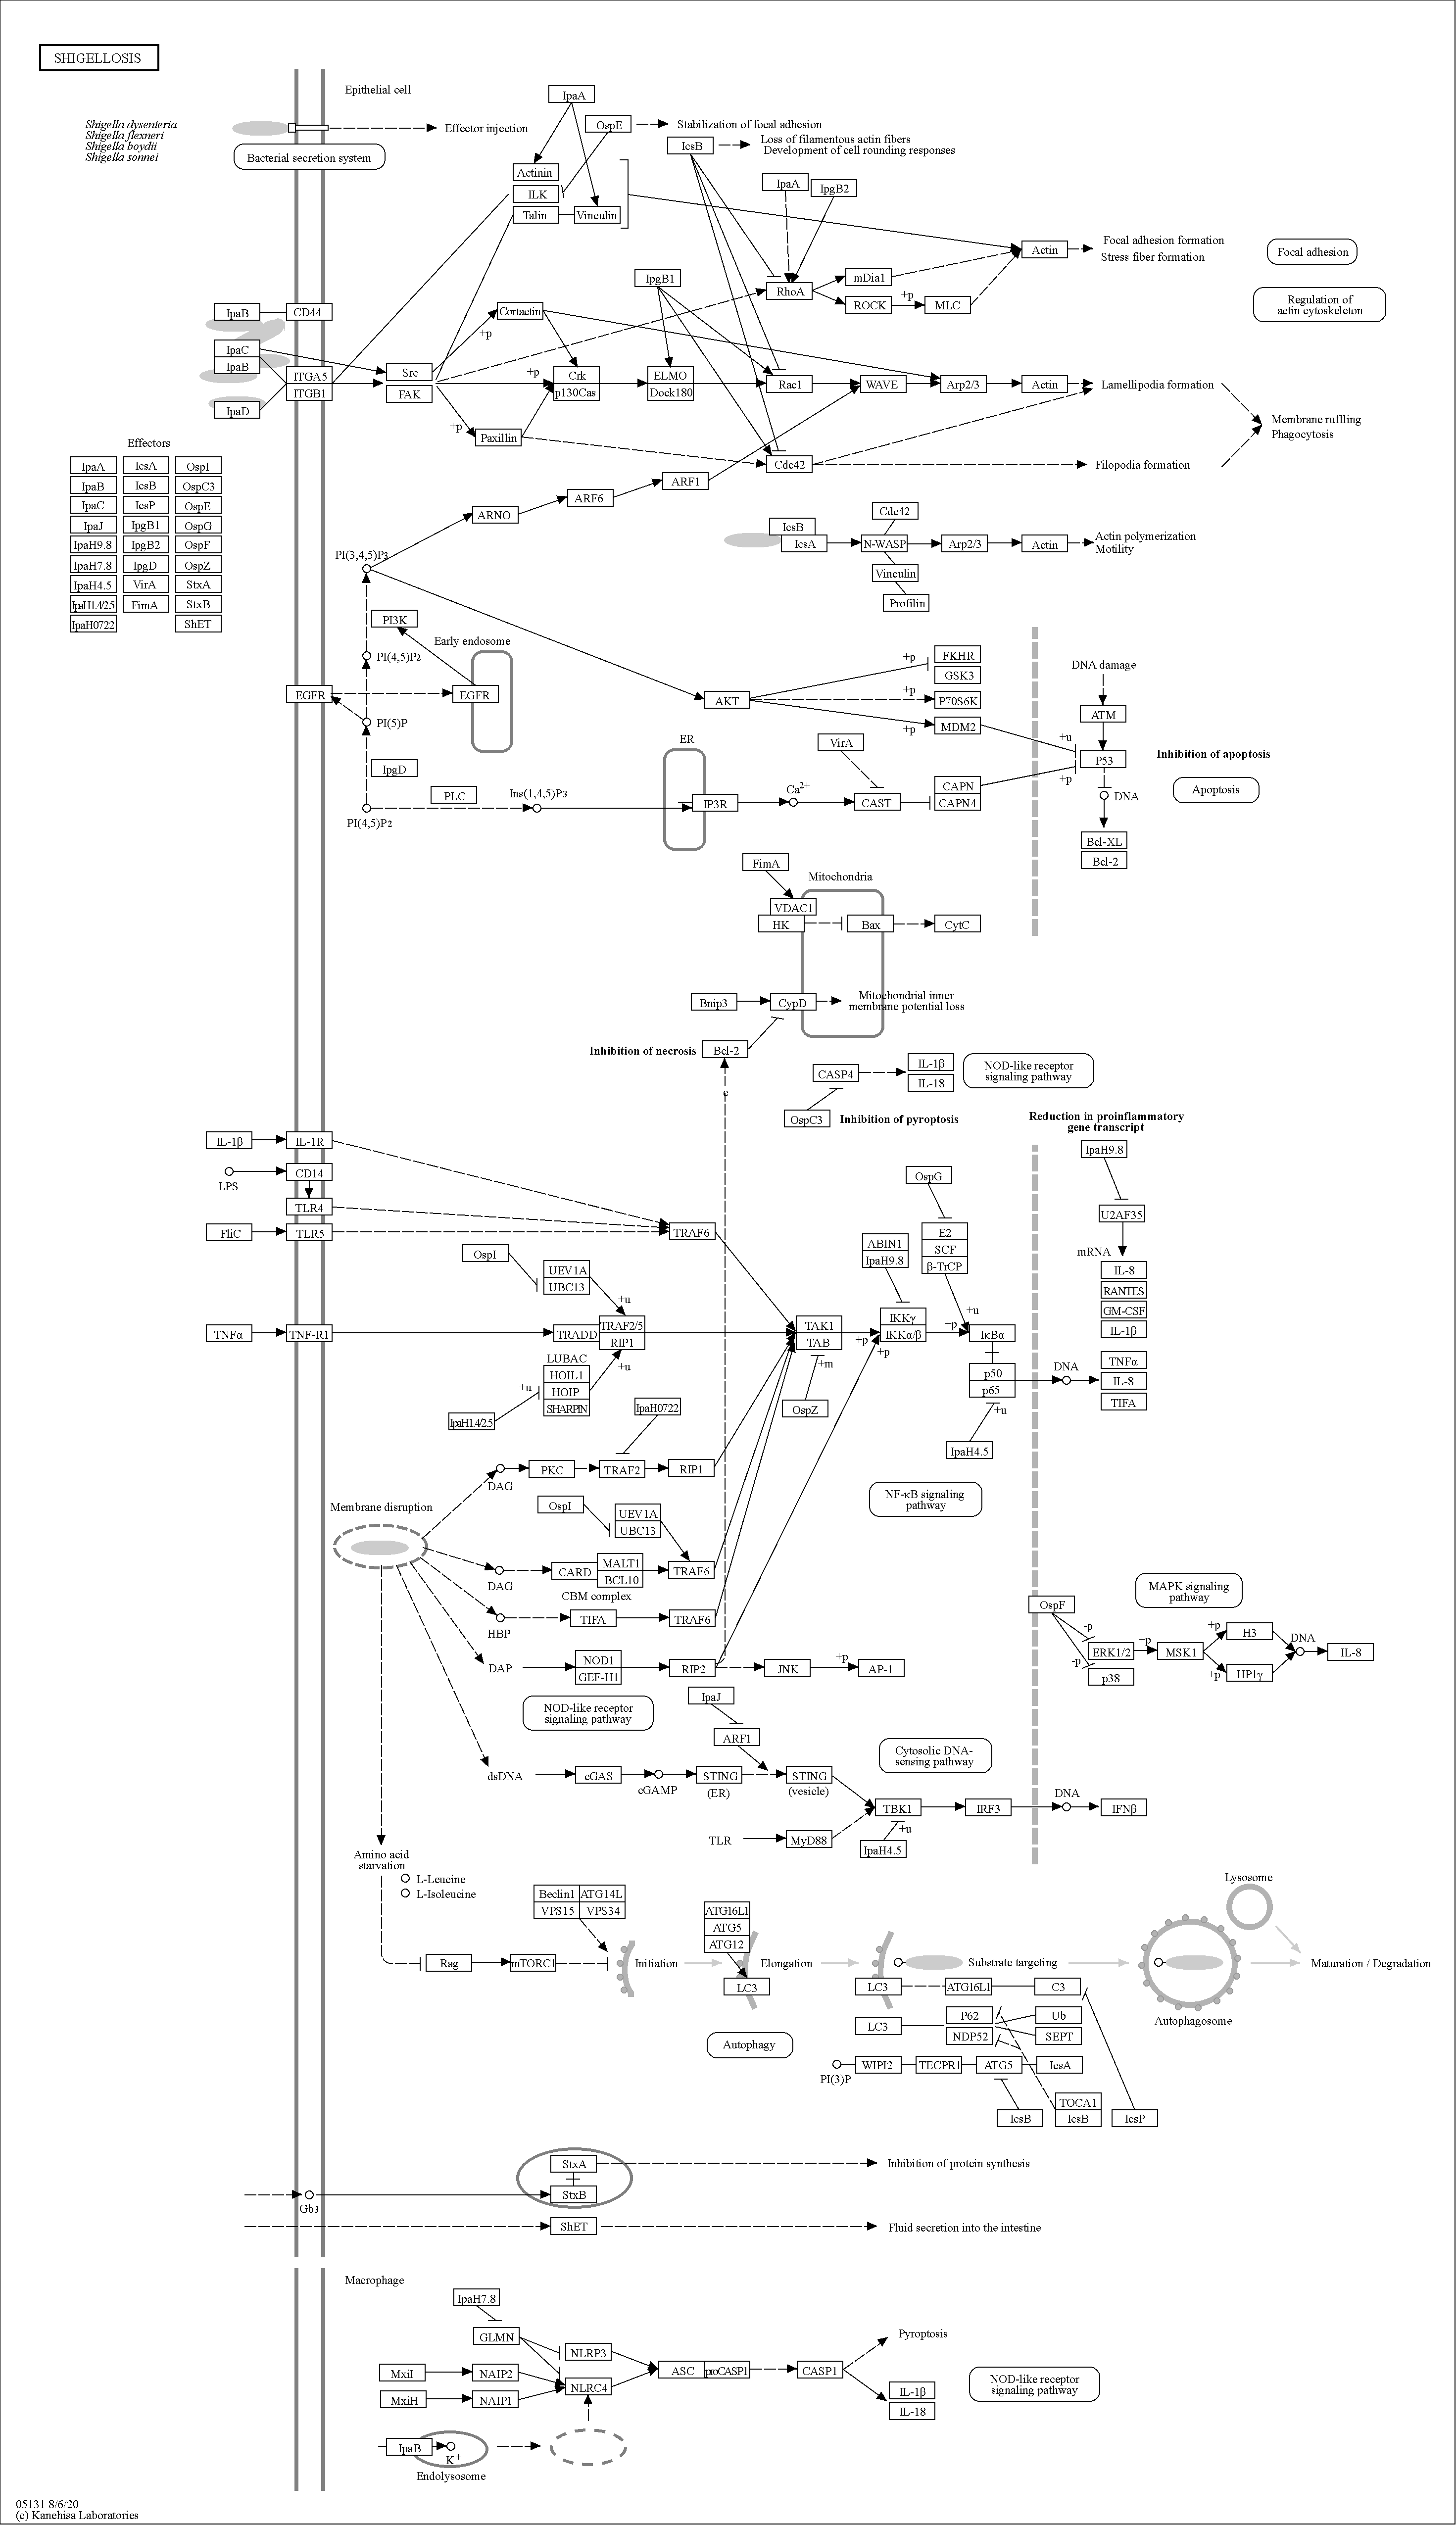 SHIGELLOSIS
Shigella dysenteria
Shigella flexneri
Shigella boydii
Shigella sonnei
Bacterial secretion system
Epithelial cell
Effector injection
IpaA
OspE
Stabilization of focal adhesion
IcsB
Loss of filamentous actin fibers
Development of cell rounding responses
Actinin
ILK
Talin
Vinculin
IpaA
IpgB2
Actin
Focal adhesion formation
Stress fiber formation
Focal adhesion
Regulation of
actin cytoskeleton
IpgB1
RhoA
mDia1
ROCK
+p
MLC
IpaB
CD44
Cortactin
+p
IpaC
IpaB
ITGA5
ITGB1
IpaD
Src
FAK
+p
Crk
p130Cas
ELMO
Dock180
Rac1
WAVE
Arp2/3
Actin
Lamellipodia formation
Membrane ruffling
Phagocytosis
+p
Paxillin
Cdc42
Filopodia formation
ARF1
ARF6
ARNO
Effectors
IpaA
IcsA
OspI
IpaB
IcsB
OspC3
IpaC
IcsP
OspE
IpaJ
IpgB1
OspG
IpaH9.8
IpgB2
OspF
IpaH7.8
IpgD
OspZ
IpaH4.5
VirA
StxA
IpaH1.4/2.5
FimA
StxB
IpaH0722
ShET
Cdc42
IcsB
IcsA
N-WASP
Arp2/3
Actin
Actin polymerization
Motility
Vinculin
Profilin
PI(3,4,5)P3
PI3K
Early endosome
PI(4,5)P2
EGFR
EGFR
PI(5)P
IpgD
PI(4,5)P2
PLC
Ins(1,4,5)P3
ER
IP3R
Ca2+
AKT
+p
FKHR
GSK3
+p
P70S6K
+p
MDM2
VirA
CAST
CAPN
CAPN4
+u
+p
DNA damage
ATM
P53
DNA
Bcl-XL
Bcl-2
Inhibition of apoptosis
Apoptosis
FimA
Mitochondria
VDAC1
HK
Bax
CytC
Bnip3
CypD
Mitochondrial inner
membrane potential loss
Inhibition of necrosis
Bcl-2
e
CASP4
IL-1β
IL-18
NOD-like receptor
signaling pathway
OspC3
Inhibition of pyroptosis
Reduction in proinflammatory
gene transcript
IL-1β
IL-1R
LPS
CD14
TLR4
FliC
TLR5
TRAF6
OspI
UEV1A
UBC13
+u
TNFα
TNF-R1
TRADD
TRAF2/5
RIP1
+u
LUBAC
HOIL1
HOIP
SHARPIN
+u
IpaH1.4/2.5
IpaH0722
TAK1
TAB
+m
OspZ
OspG
ABIN1
IpaH9.8
E2
SCF
β-TrCP
+u
IKKγ
IKKα/β
+p
+p
+p
IκBα
p50
p65
+u
IpaH4.5
IpaH9.8
U2AF35
mRNA
IL-8
RANTES
GM-CSF
IL-1β
DNA
TNFα
IL-8
TIFA
DAG
PKC
TRAF2
RIP1
Membrane disruption
OspI
UEV1A
UBC13
NF-κB signaling
pathway
DAG
CARD
MALT1
BCL10
TRAF6
CBM complex
HBP
TIFA
TRAF6
DAP
NOD1
GEF-H1
RIP2
JNK
+p
AP-1
NOD-like receptor
signaling pathway
MAPK signaling
pathway
OspF
-p
-p
ERK1/2
p38
+p
MSK1
+p
+p
H3
HP1γ
DNA
IL-8
IpaJ
ARF1
dsDNA
cGAS
cGAMP
STING
(ER)
STING
(vesicle)
Cytosolic DNA-
sensing pathway
TLR
MyD88
TBK1
+u
IpaH4.5
IRF3
DNA
IFNβ
Amino acid
starvation
L-Leucine
L-Isoleucine
Beclin1
ATG14L
VPS15
VPS34
Rag
mTORC1
Initiation
ATG16L1
ATG5
ATG12
LC3
Elongation
Autophagy
Substrate targeting
LC3
ATG16L1
C3
LC3
P62
NDP52
Ub
SEPT
PI(3)P
WIPI2
TECPR1
ATG5
IcsA
IcsB
TOCA1
IcsB
IcsP
Lysosome
Autophagosome
Maturation / Degradation
StxA
StxB
Inhibition of protein synthesis
Gb3
ShET
Fluid secretion into the intestine
Macrophage
IpaH7.8
GLMN
NLRP3
MxiI
NAIP2
NLRC4
MxiH
NAIP1
ASC
proCASP1
CASP1
Pyroptosis
IL-1β
IL-18
NOD-like receptor
signaling pathway
IpaB
K+
Endolysosome
05131 8/6/20
(c) Kanehisa Laboratories